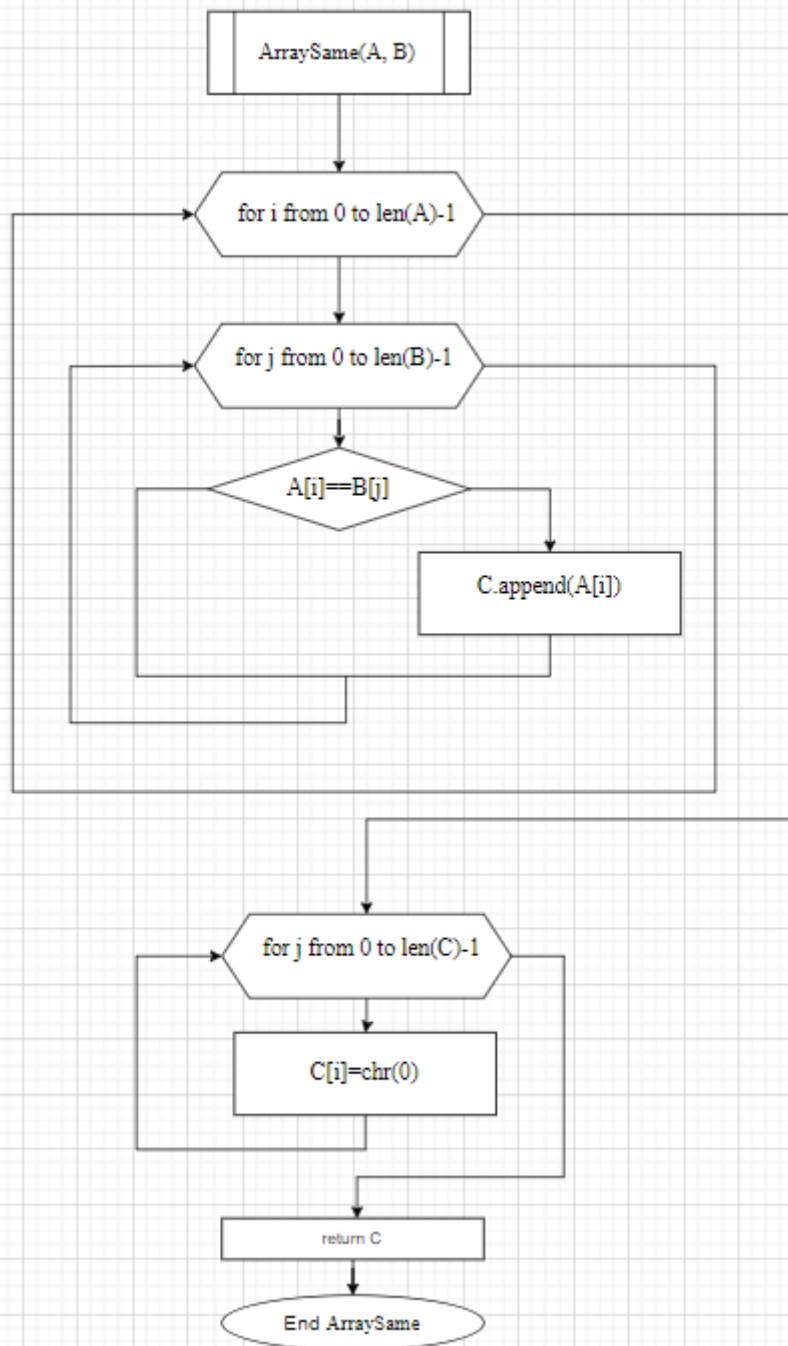 ArraySame(A, B)
for i from 0 to len(A)-1
for j from 0 to len(B)-1
A[i]==B[j]
C.append(A[i])
for j from 0 to len(C)-1
C[i]=chr(0)
return C
End ArraySame